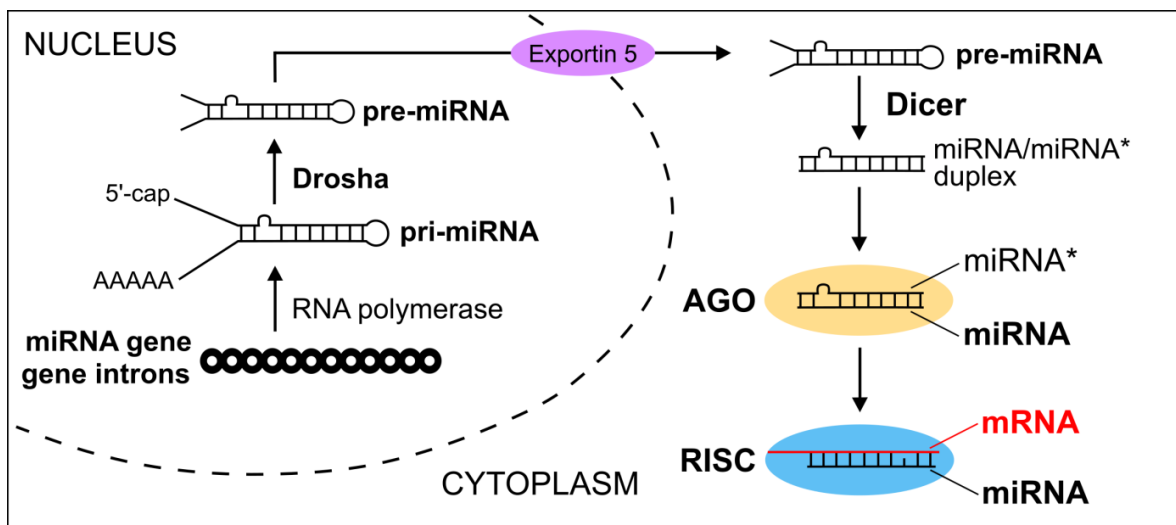 NUCLEUS
Exportin 5
pre-miRNA
Drosha
5'-cap
pri-miRNA
AAAAA
RNA polymerase
miRNA gene
gene introns
pre-miRNA
Dicer
miRNA/miRNA*
duplex
miRNA*
AGO
miRNA
mRNA
RISC
miRNA
CYTOPLASM